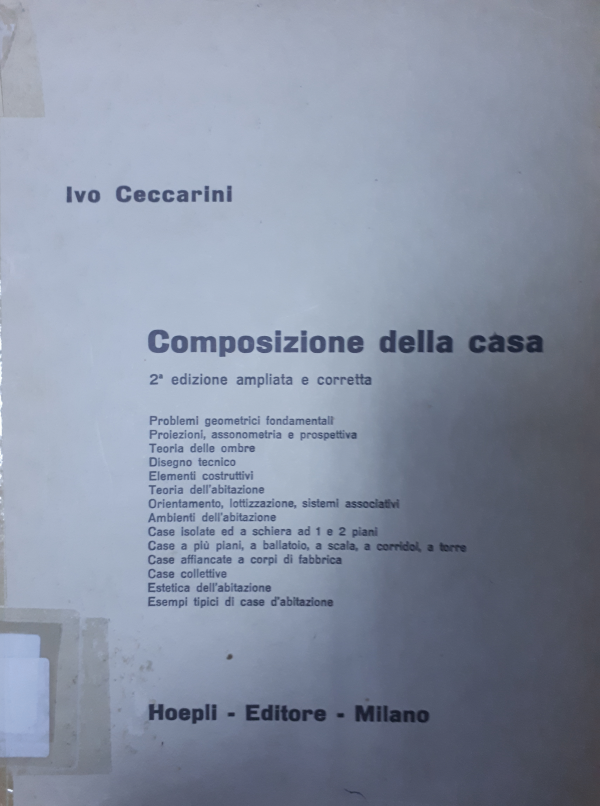 Ivo Ceccarini
Composizione della casa
2ª edizione ampliata e corretta
Problemi geometrici fondamentali
Proiezioni, assonometria e prospettiva
Teoria delle ombre
Disegno tecnico
Elementi costruttivi
Teoria dell'abitazione
Orientamento, lottizzazione, sistemi associativi
Ambienti dell'abitazione
Case isolate ed a schiera ad 1 e 2 piani
Case a più piani, a ballatoio, a scala, a corridoi, a torre
Case affiancate a corpi di fabbrica
Case collettive
Estetica dell'abitazione
Esempi tipici di case d'abitazione
Hoepli - Editore - Milano